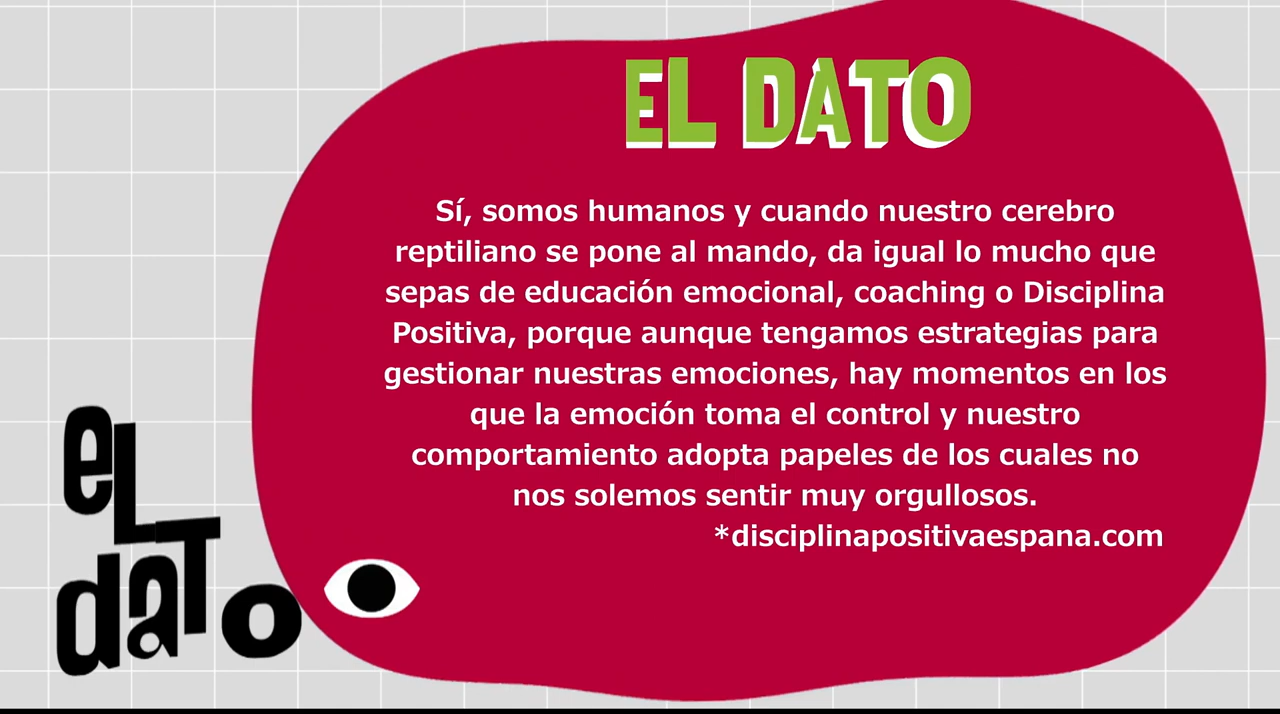 EL DATO
Sí, somos humanos y cuando nuestro cerebro
reptiliano se pone al mando, da igual lo mucho que
sepas de educación emocional, coaching o Disciplina
Positiva, porque aunque tengamos estrategias para
gestionar nuestras emociones, hay momentos en los
que la emoción toma el control y nuestro
comportamiento adopta papeles de los cuales no
nos solemos sentir muy orgullosos.
*disciplinapositivaespana.com
eL
daTo